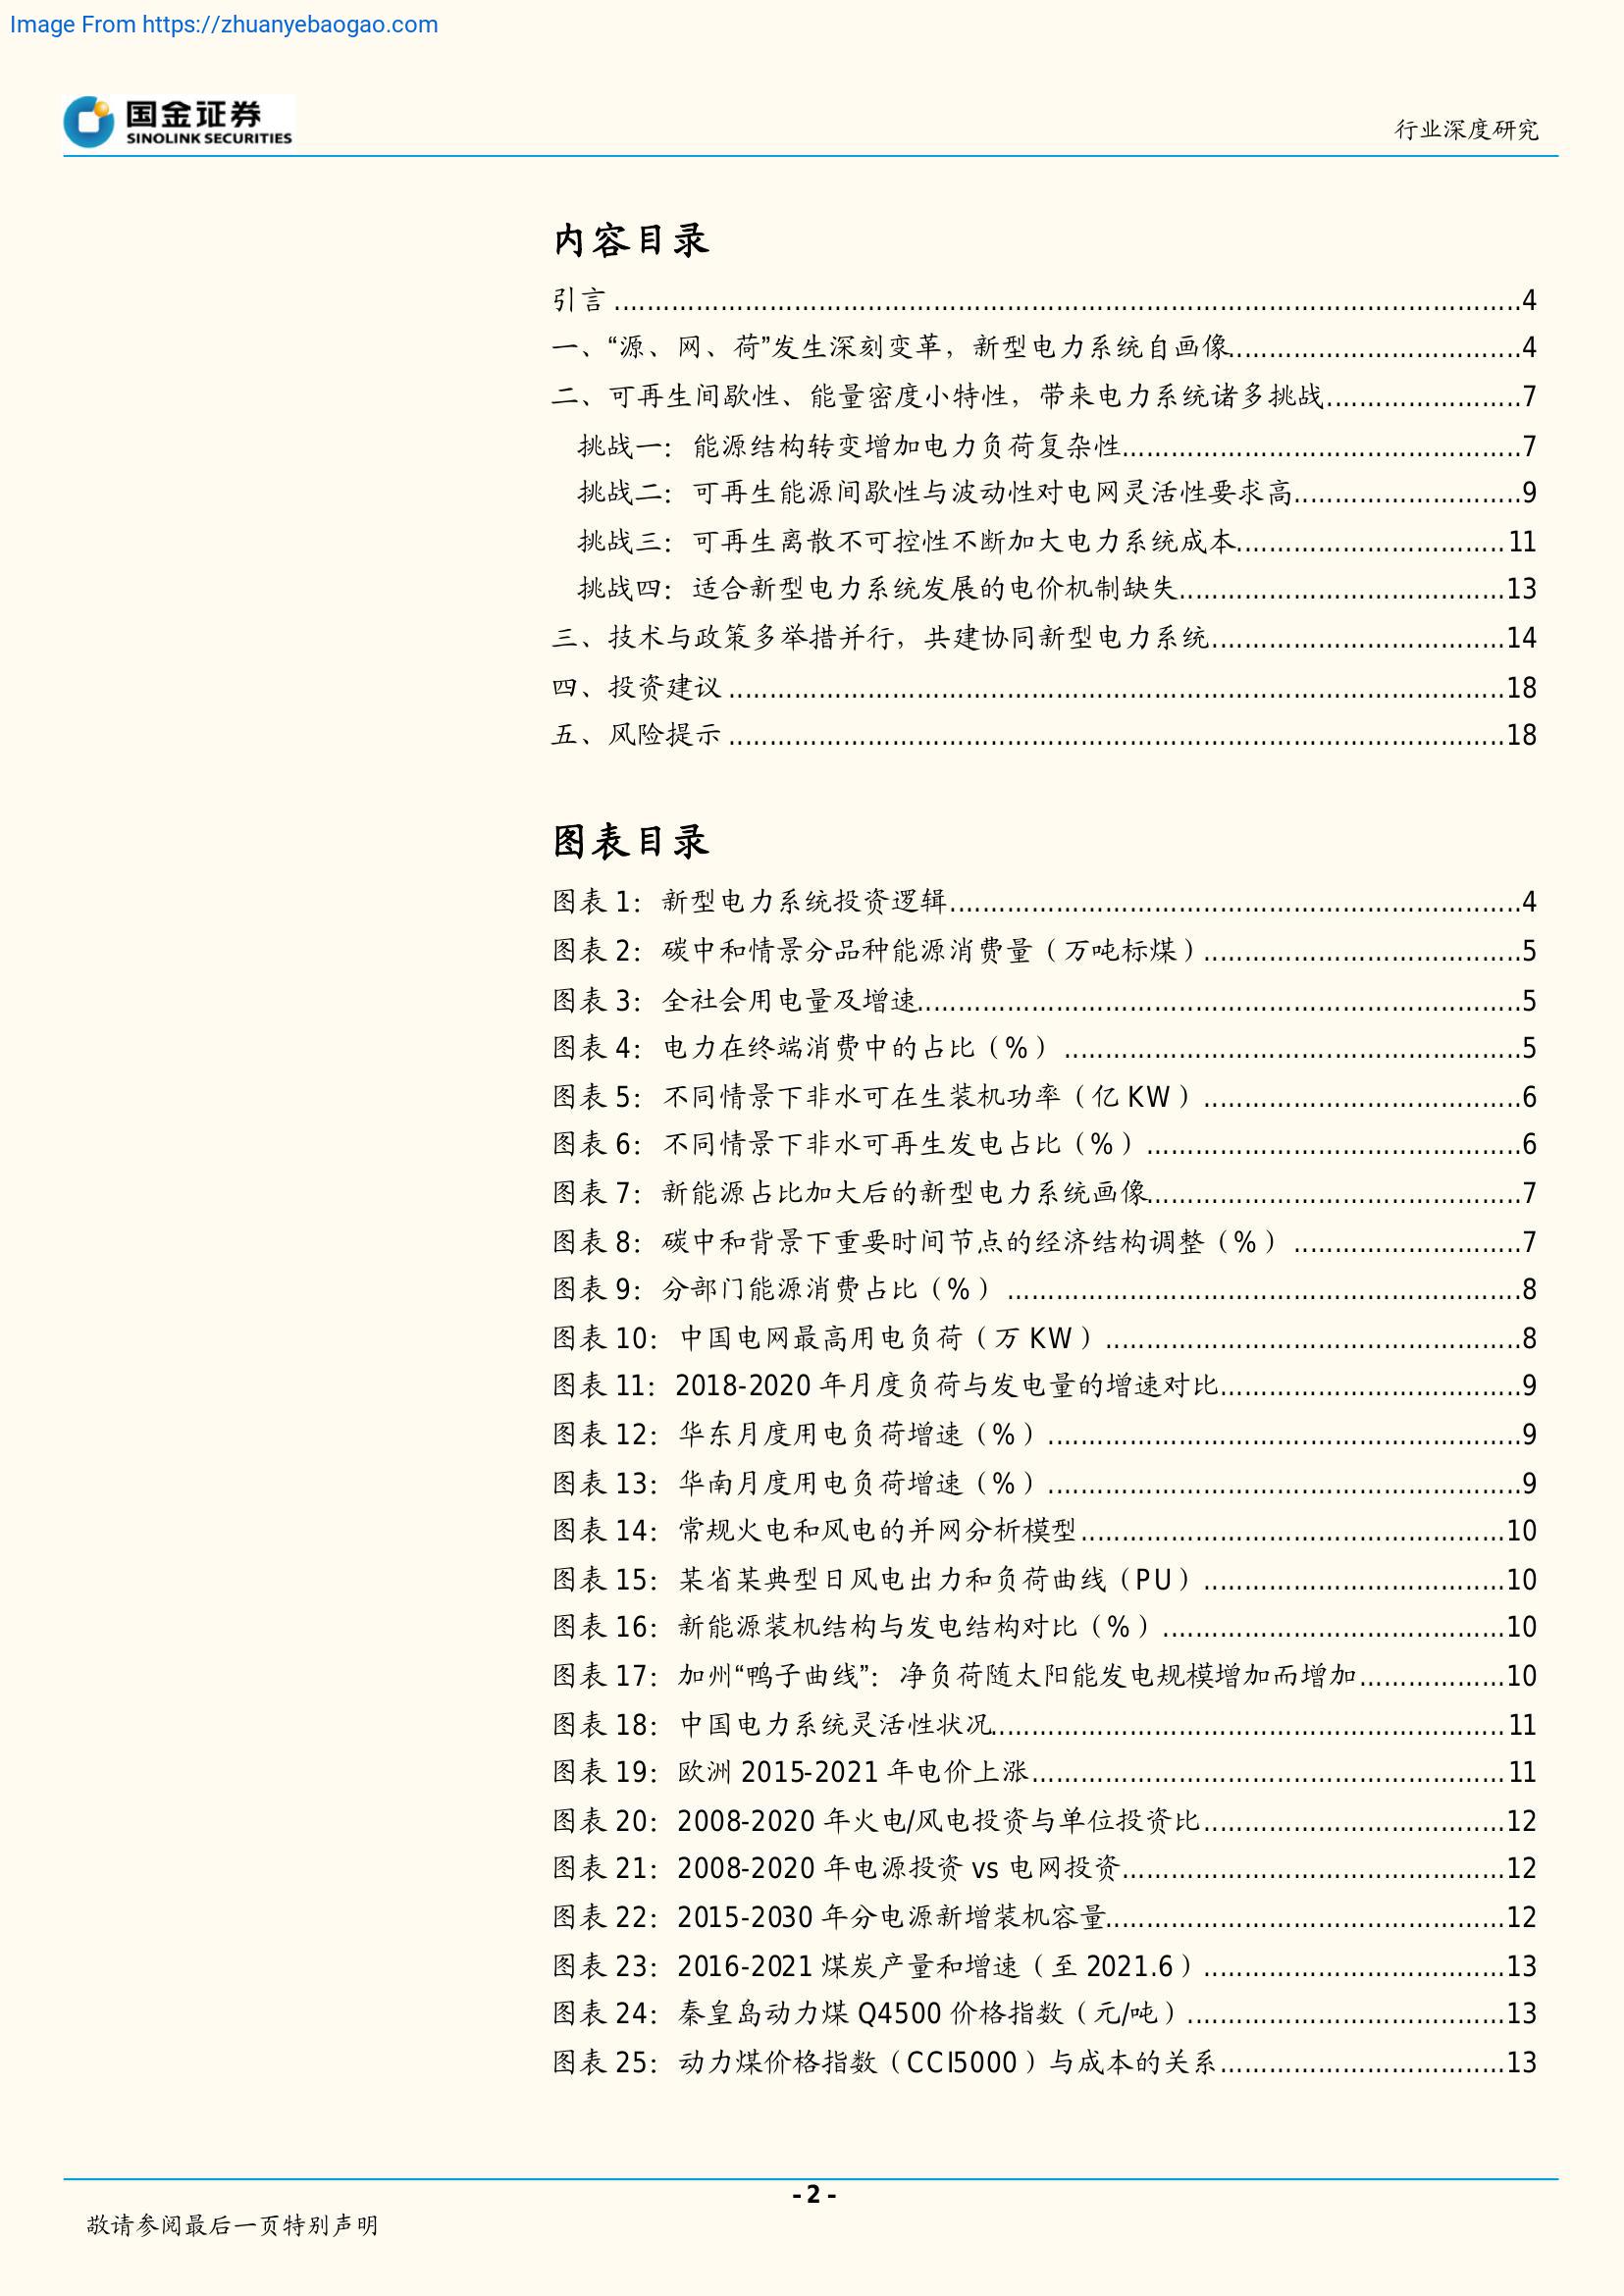 Image From https://zhuanyebaogao.com
国金证券
SINOLINK SECURITIES
行业深度研究
内容目录
引言 ........................................................................................................4
一、“源、网、荷”发生深刻变革，新型电力系统自画像....................................4
二、可再生间歇性、能量密度小特性，带来电力系统诸多挑战........................7
挑战一：能源结构转变增加电力负荷复杂性.................................................7
挑战二：可再生能源间歇性与波动性对电网灵活性要求高............................9
挑战三：可再生离散不可控性不断加大电力系统成本.................................11
挑战四：适合新型电力系统发展的电价机制缺失........................................13
三、技术与政策多举措并行，共建协同新型电力系统....................................14
四、投资建议 ...............................................................................................18
五、风险提示 ...............................................................................................18
图表目录
图表 1：新型电力系统投资逻辑......................................................................4
图表 2：碳中和情景分品种能源消费量（万吨标煤）.......................................5
图表 3：全社会用电量及增速..........................................................................5
图表 4：电力在终端消费中的占比（%） ........................................................5
图表 5：不同情景下非水可在生装机功率（亿 KW）.......................................6
图表 6：不同情景下非水可再生发电占比（%）..............................................6
图表 7：新能源占比加大后的新型电力系统画像..............................................7
图表 8：碳中和背景下重要时间节点的经济结构调整（%） ............................7
图表 9：分部门能源消费占比（%） ...............................................................8
图表 10：中国电网最高用电负荷（万 KW）...................................................8
图表 11：2018-2020 年月度负荷与发电量的增速对比.....................................9
图表 12：华东月度用电负荷增速（%）..........................................................9
图表 13：华南月度用电负荷增速（%）..........................................................9
图表 14：常规火电和风电的并网分析模型....................................................10
图表 15：某省某典型日风电出力和负荷曲线（PU）.....................................10
图表 16：新能源装机结构与发电结构对比（%）..........................................10
图表 17：加州“鸭子曲线”：净负荷随太阳能发电规模增加而增加..................10
图表 18：中国电力系统灵活性状况...............................................................11
图表 19：欧洲 2015-2021 年电价上涨..........................................................11
图表 20：2008-2020 年火电/风电投资与单位投资比.....................................12
图表 21：2008-2020 年电源投资 vs 电网投资...............................................12
图表 22：2015-2030 年分电源新增装机容量.................................................12
图表 23：2016-2021 煤炭产量和增速（至 2021.6）.....................................13
图表 24：秦皇岛动力煤 Q4500 价格指数（元/吨）.......................................13
图表 25：动力煤价格指数（CCI5000）与成本的关系...................................13
- 2 -
敬请参阅最后一页特别声明